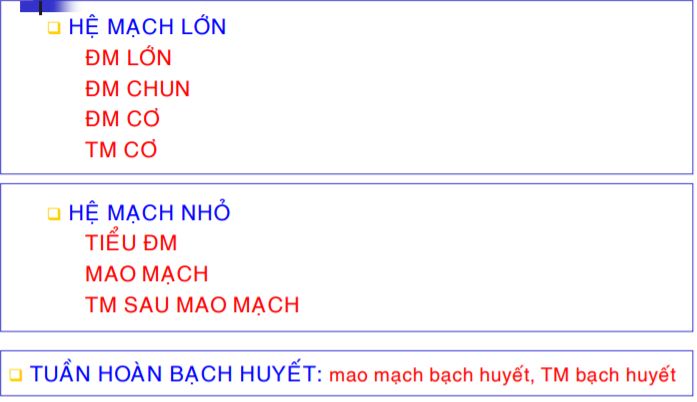 HỆ MẠCH LỚN
ĐM LỚN
ĐM CHUN
ĐM CƠ
TM CƠ
HỆ MẠCH NHỎ
TIỂU ĐM
MAO MẠCH
TM SAU MAO MẠCH
TUẦN HOÀN BẠCH HUYẾT: mao mạch bạch huyết, TM bạch huyết